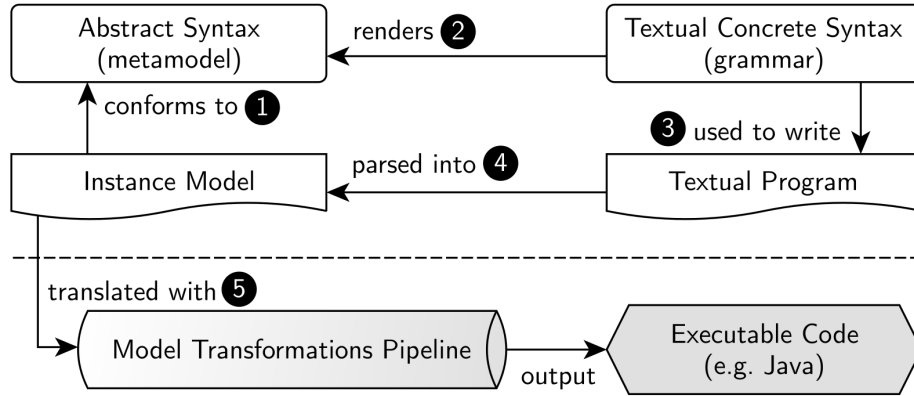 Abstract Syntax
(metamodel)
renders 2
Textual Concrete Syntax
(grammar)
conforms to 1
3 used to write
Instance Model
parsed into 4
Textual Program
translated with 5
Model Transformations Pipeline
output
Executable Code
(e.g. Java)